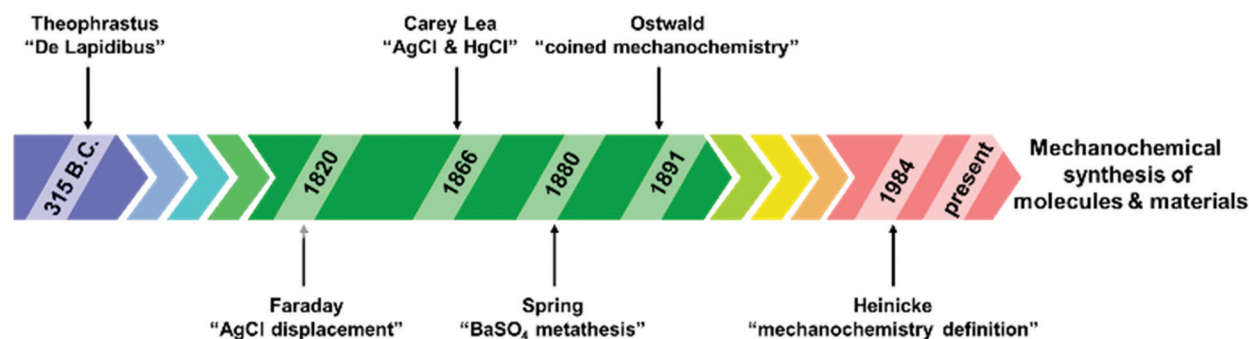 Theophrastus
“De Lapidibus”
Carey Lea
“AgCl & HgCl”
Ostwald
“coined mechanochemistry”
315 B.C.
1820
1866
1880
1891
1984
present
Mechanochemical
synthesis of
molecules & materials
Faraday
“AgCl displacement”
Spring
“BaSO₄ metathesis”
Heinicke
“mechanochemistry definition”